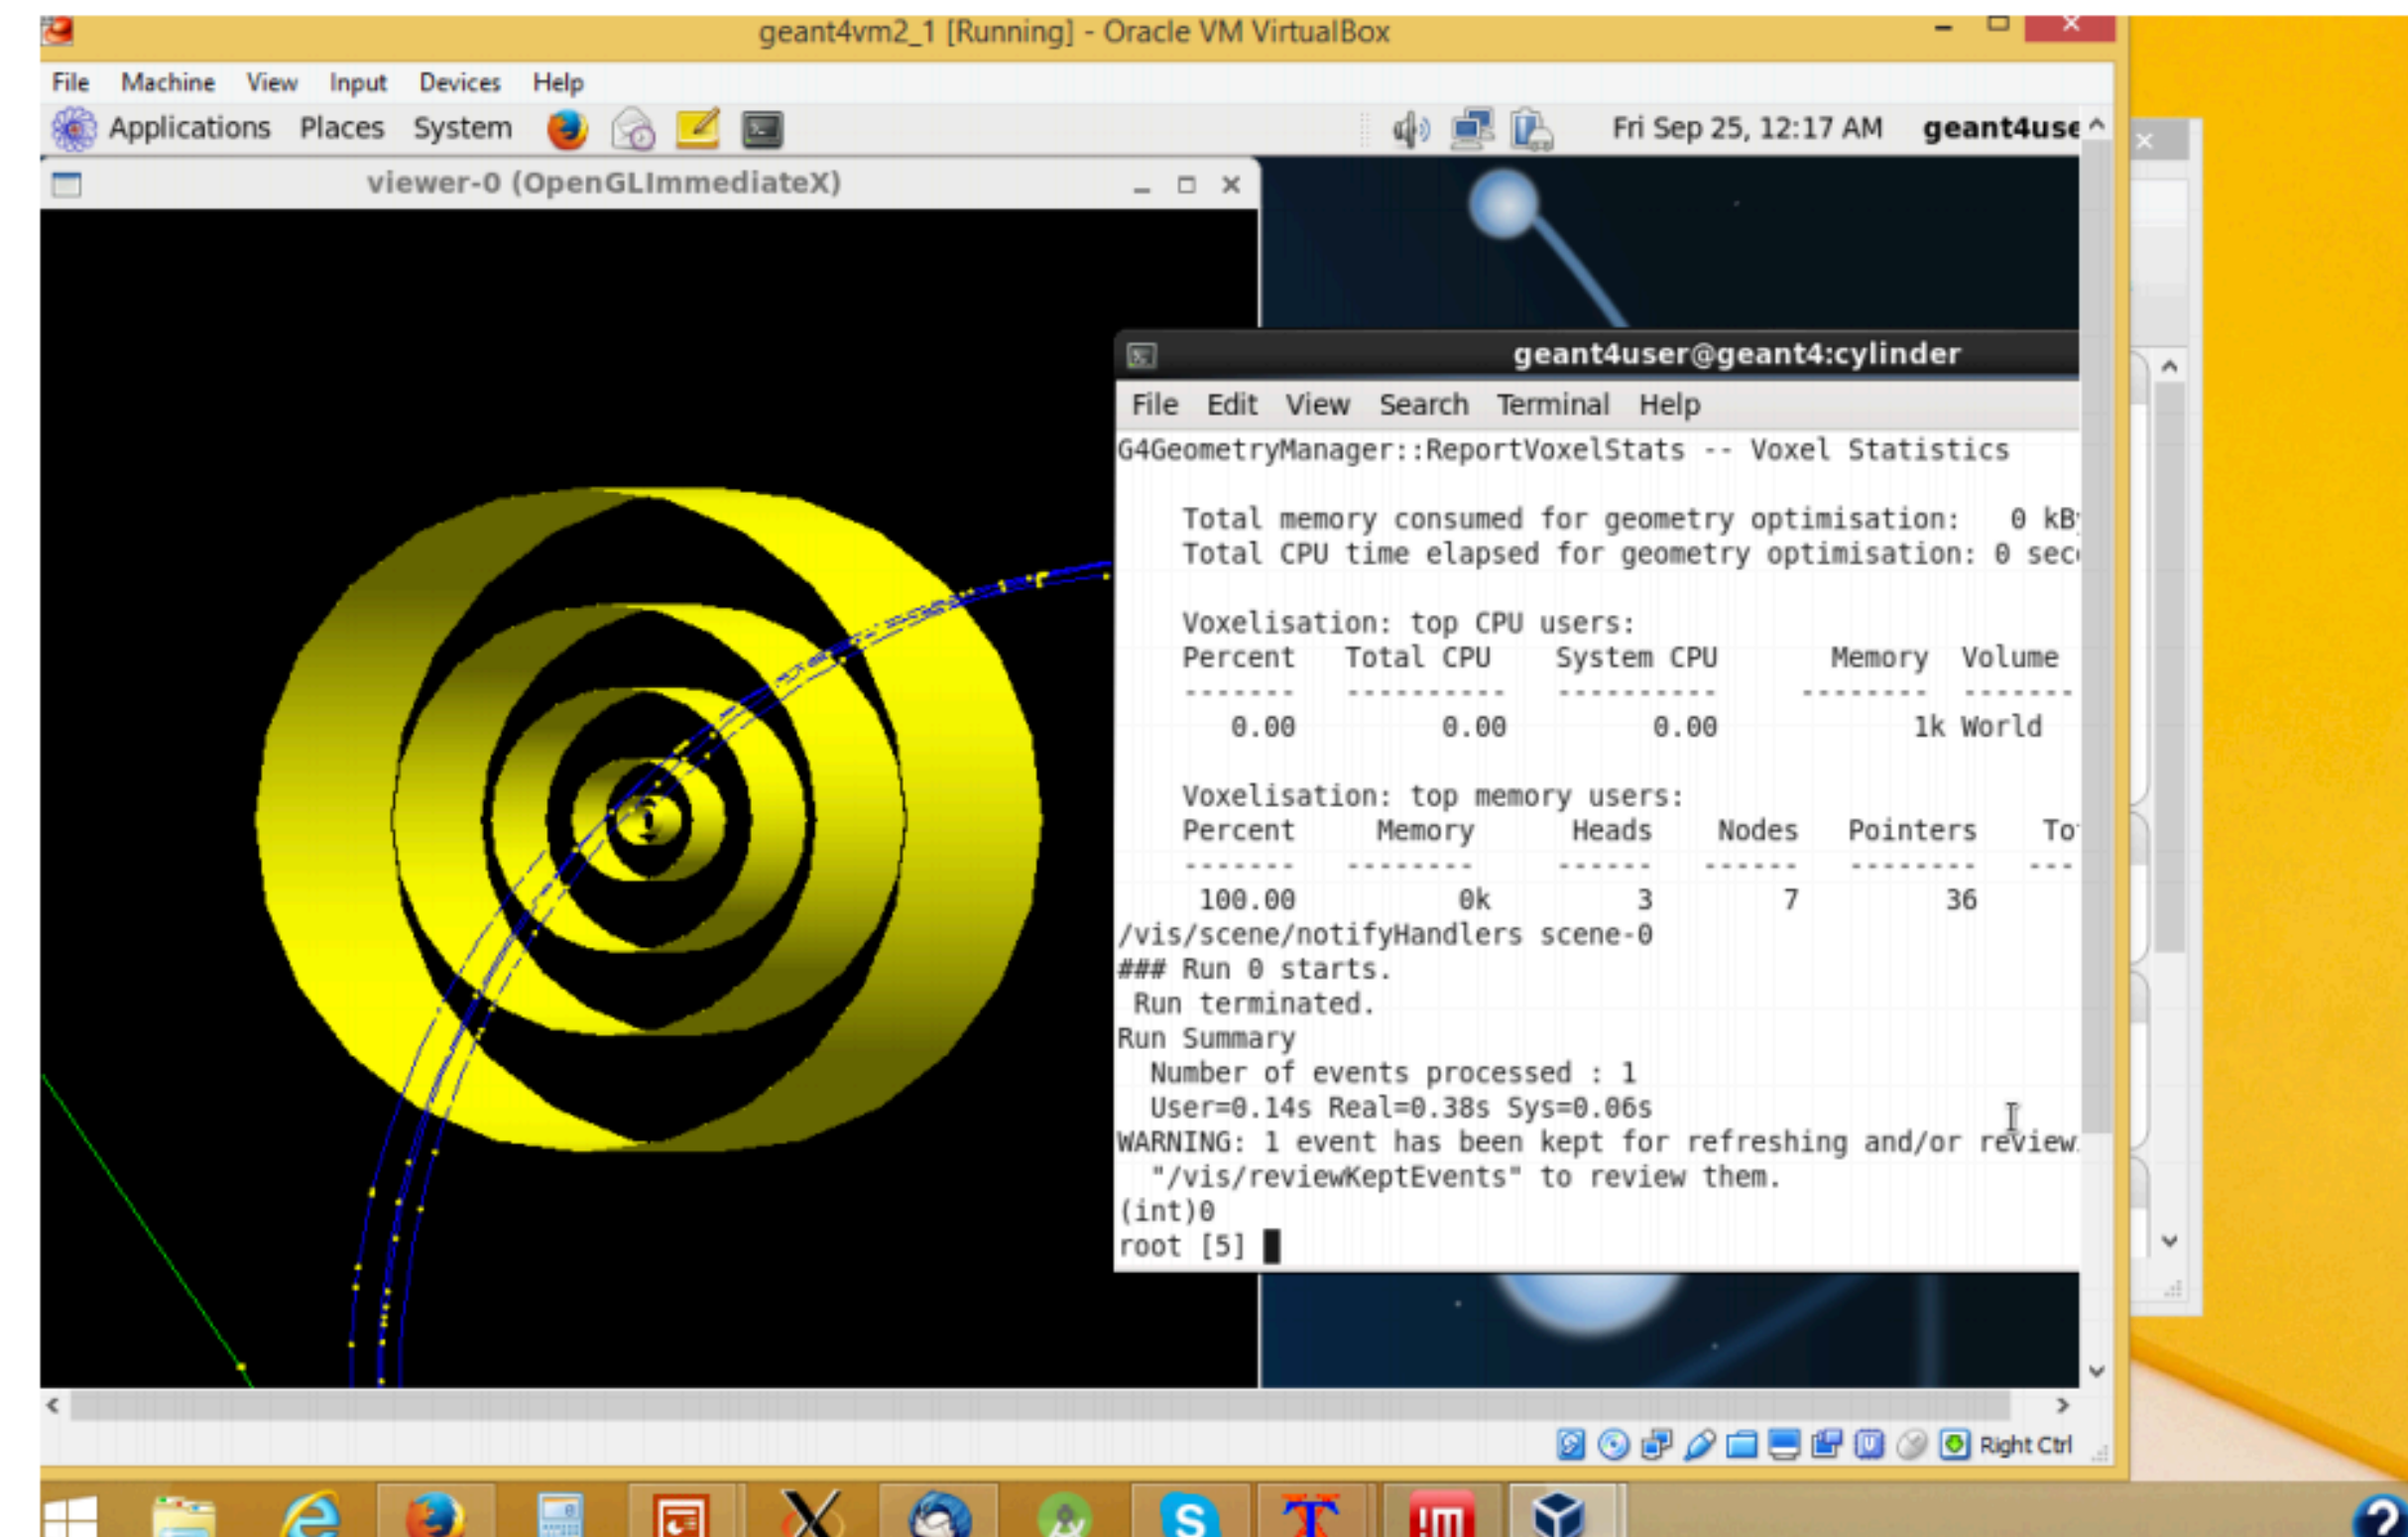 geant4vm2_1 [Running] - Oracle VM VirtualBox
File Machine View Input Devices Help
Applications Places System Fri Sep 25, 12:17 AM geant4use
viewer-0 (OpenGLImmediateX)
geant4user@geant4:cylinder
File Edit View Search Terminal Help
G4GeometryManager::ReportVoxelStats -- Voxel Statistics
Total memory consumed for geometry optimisation: 0 kB
Total CPU time elapsed for geometry optimisation: 0 sec
Voxelisation: top CPU users:
Percent Total CPU System CPU Memory Volume
------- ---------- ---------- -------- -------
0.00 0.00 0.00 1k World
Voxelisation: top memory users:
Percent Memory Heads Nodes Pointers To
------- -------- ------ ------ -------- ---
100.00 0k 3 7 36
/vis/scene/notifyHandlers scene-0
### Run 0 starts.
Run terminated.
Run Summary
Number of events processed : 1
User=0.14s Real=0.38s Sys=0.06s
WARNING: 1 event has been kept for refreshing and/or review
"/vis/reviewKeptEvents" to review them.
(int)0
root [5]
Right Ctrl